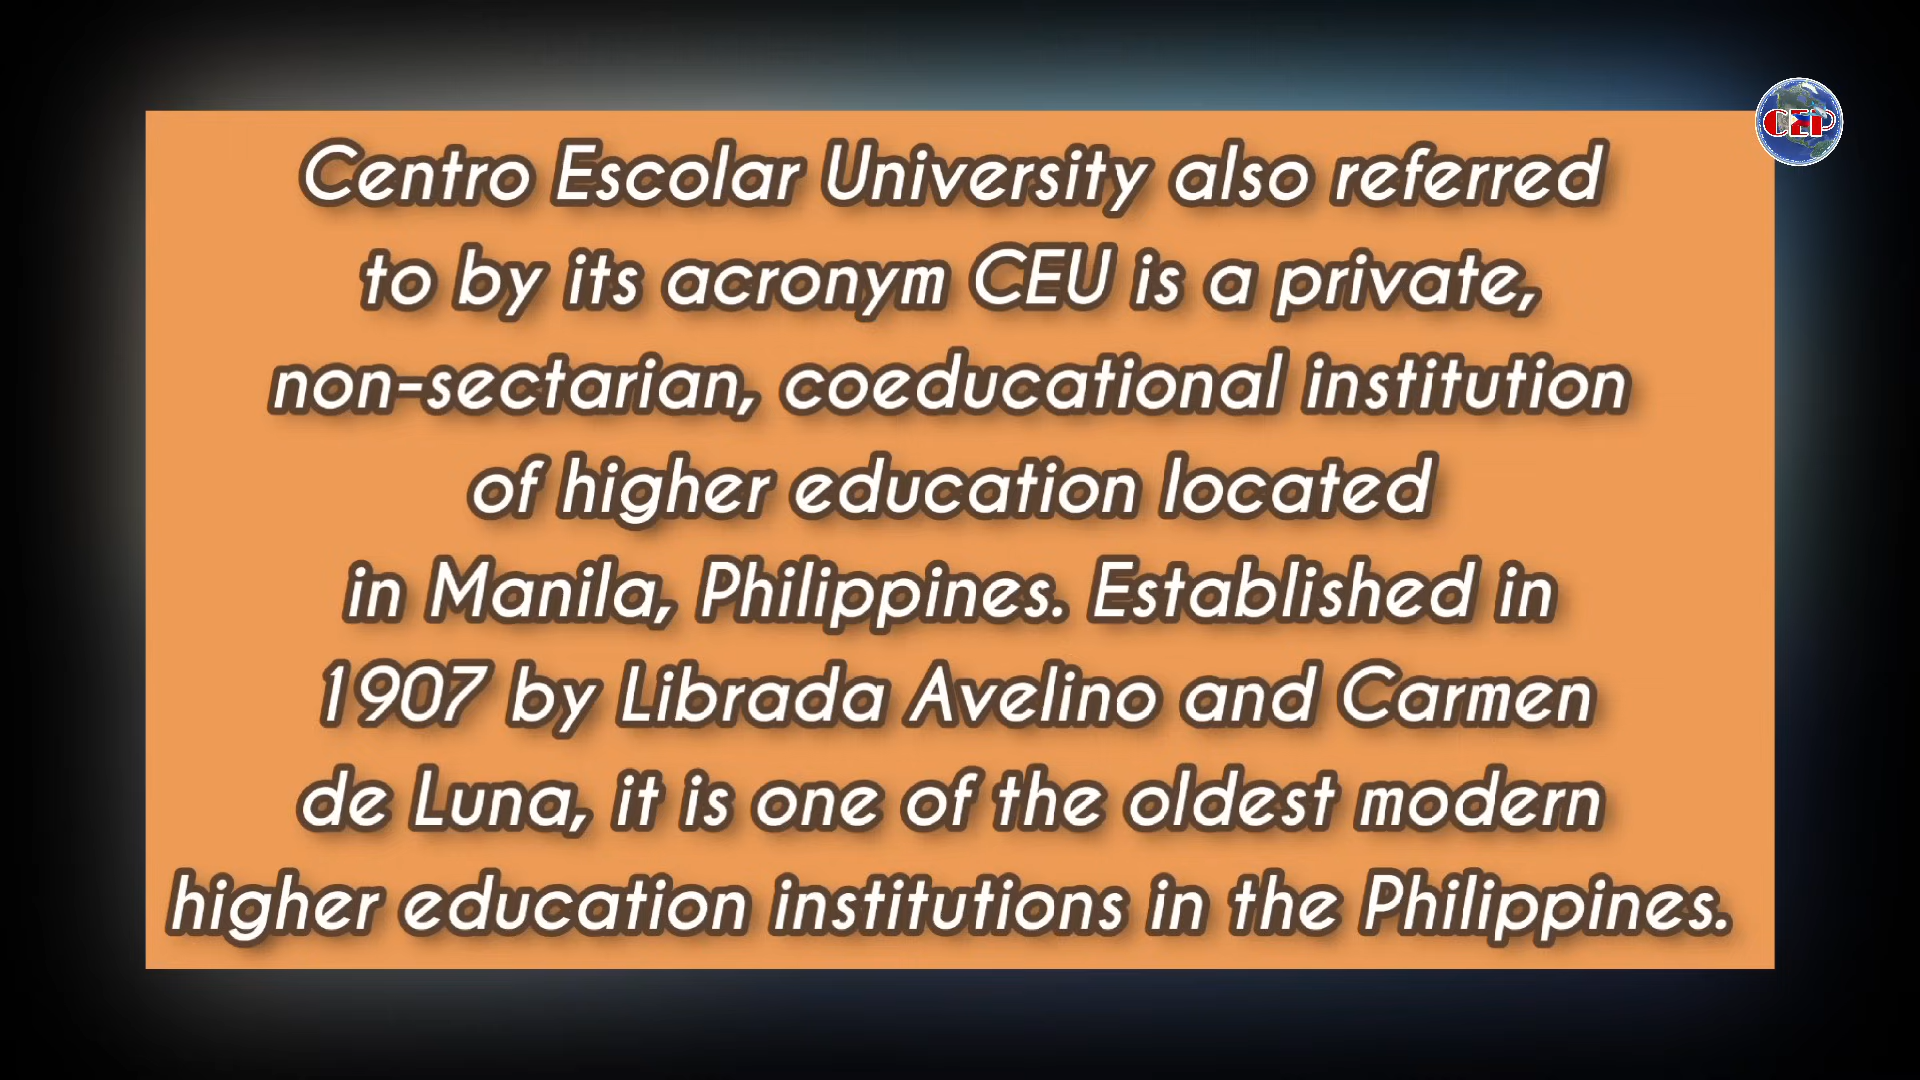 CEP
Centro Escolar University also referred
to by its acronym CEU is a private,
non-sectarian, coeducational institution
of higher education located
in Manila, Philippines. Established in
1907 by Librada Avelino and Carmen
de Luna, it is one of the oldest modern
higher education institutions in the Philippines.